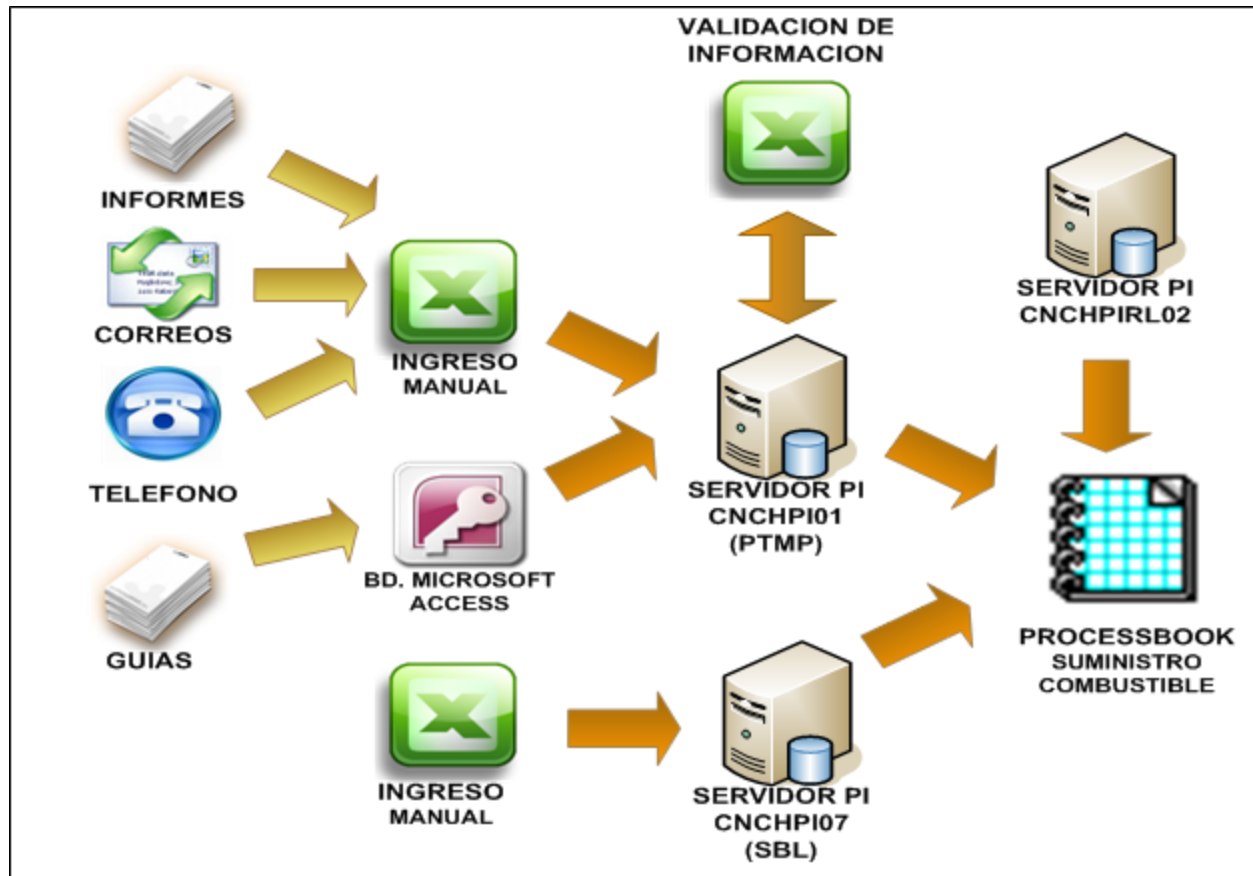 VALIDACION DE
INFORMACION
INFORMES
CORREOS
TELEFONO
GUIAS
INGRESO
MANUAL
BD. MICROSOFT
ACCESS
INGRESO
MANUAL
SERVIDOR PI
CNCHPI01
(PTMP)
SERVIDOR PI
CNCHPI07
(SBL)
SERVIDOR PI
CNCHPIRL02
PROCESSBOOK
SUMINISTRO
COMBUSTIBLE